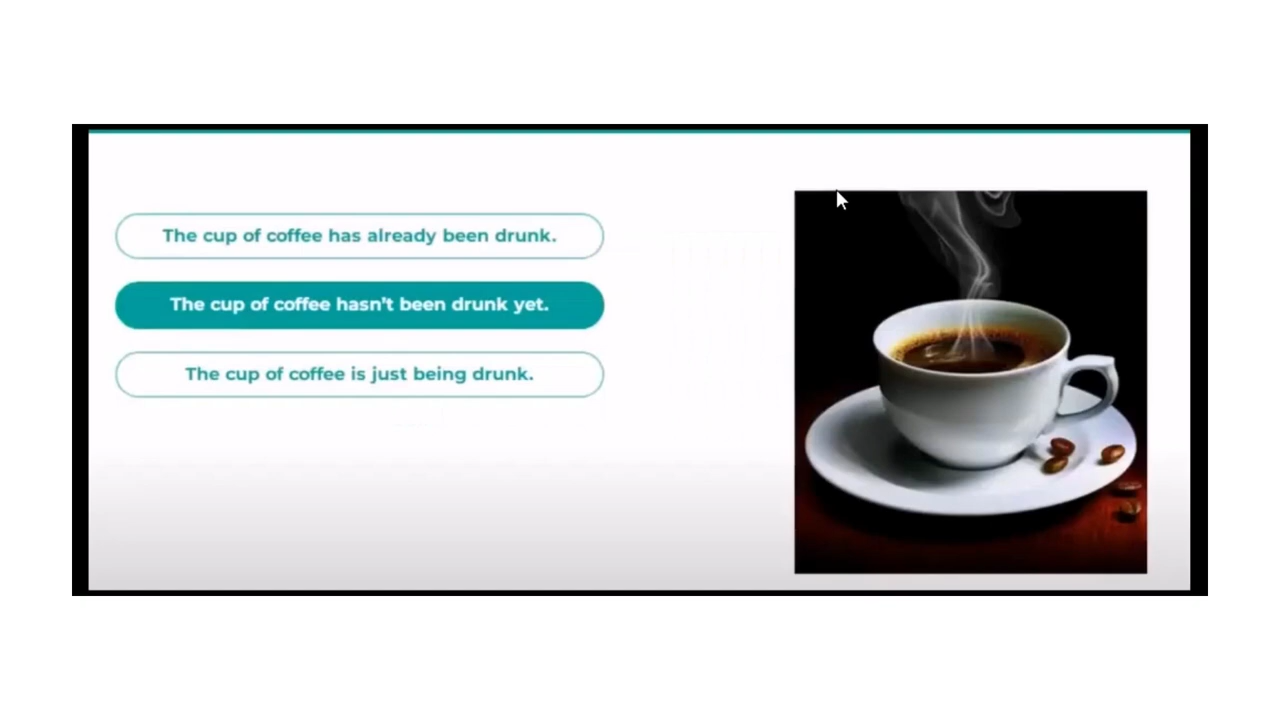 The cup of coffee has already been drunk.
The cup of coffee hasn't been drunk yet.
The cup of coffee is just being drunk.